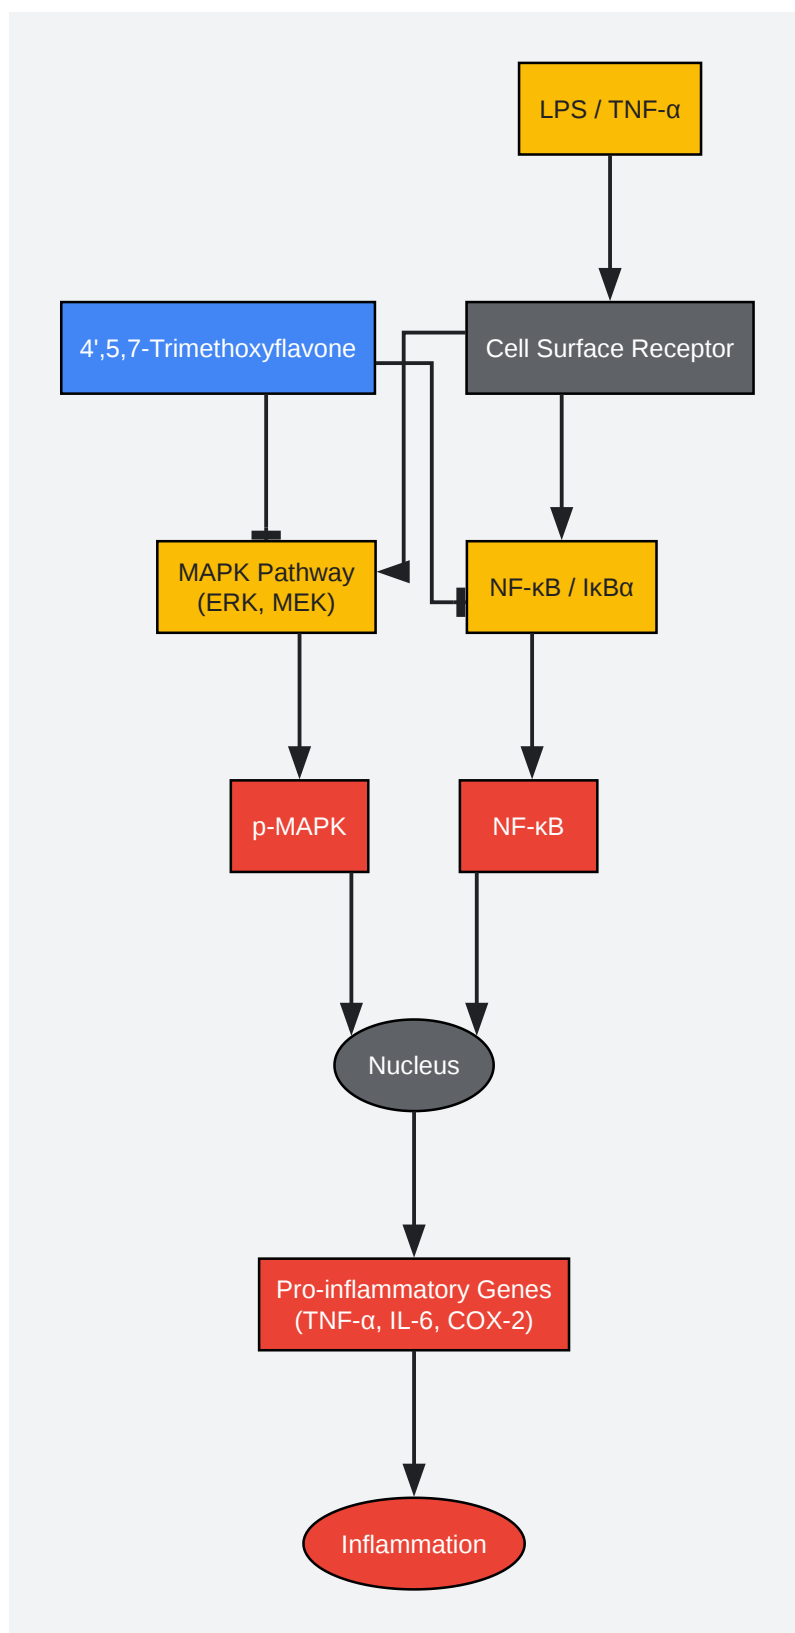 LPS / TNF-α
4',5,7-Trimethoxyflavone
Cell Surface Receptor
MAPK Pathway
(ERK, MEK)
NF-κB / IκBα
p-MAPK
NF-κB
Nucleus
Pro-inflammatory Genes
(TNF-α, IL-6, COX-2)
Inflammation